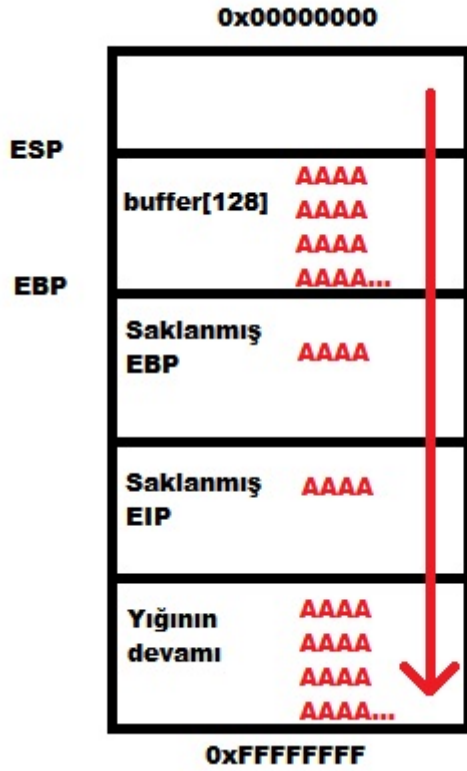 0x00000000
ESP
buffer[128]
AAAA
AAAA
AAAA
AAAA...
EBP
Saklanmış
EBP
AAAA
Saklanmış
EIP
AAAA
Yığının
devamı
AAAA
AAAA
AAAA
AAAA...
0xFFFFFFFF